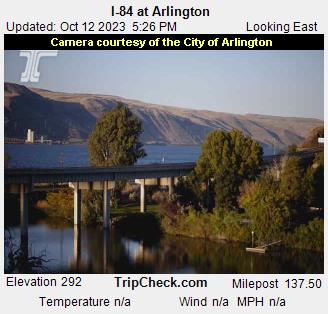 I-84 at Arlington
Updated: Oct 12 2023 5:26 PM Looking East
Camera courtesy of the City of Arlington
Elevation 292 TripCheck.com Milepost 137.50
Temperature n/a Wind n/a MPH n/a